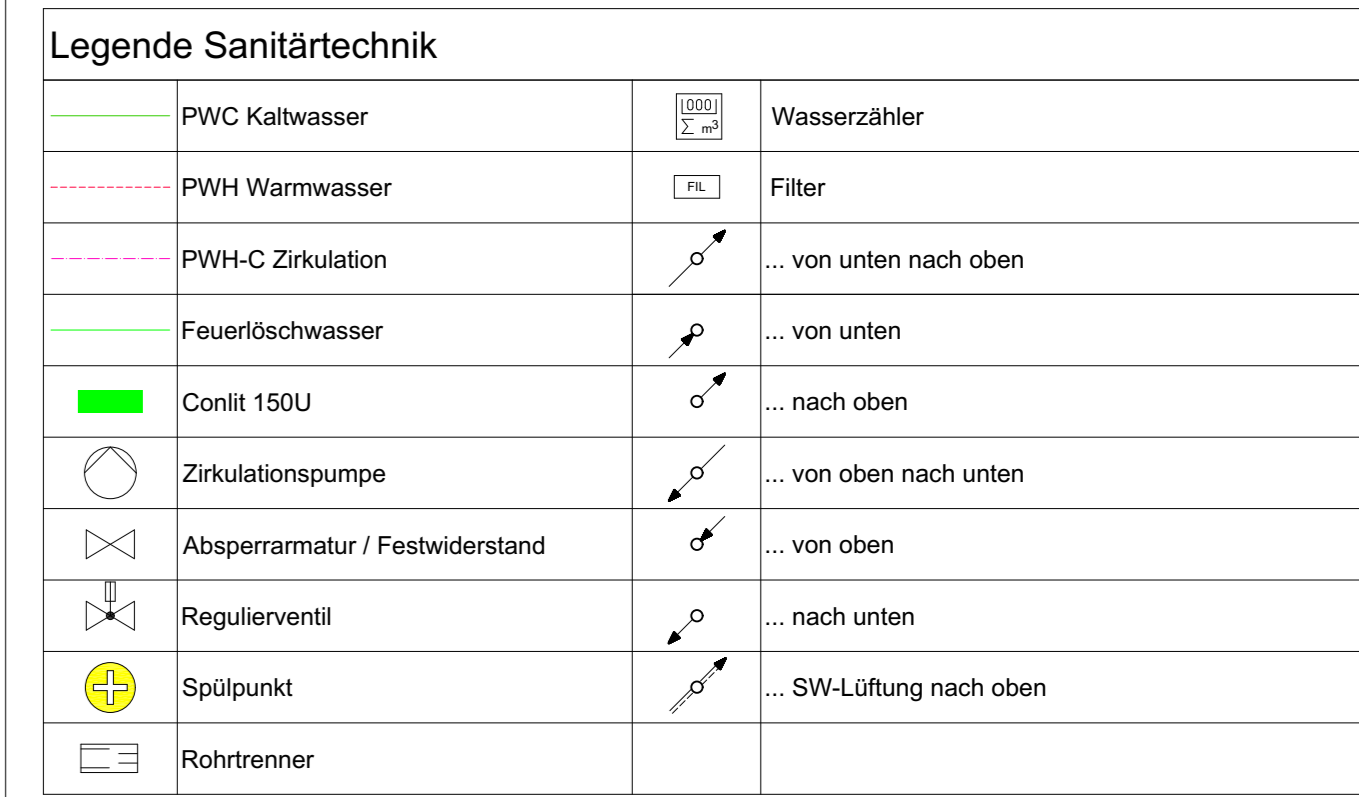 Legende Sanitärtechnik
PWC Kaltwasser
|000|
∑ m³
Wasserzähler
PWH Warmwasser
FIL
Filter
PWH-C Zirkulation
... von unten nach oben
Feuerlöschwasser
... von unten
Conlit 150U
... nach oben
Zirkulationspumpe
... von oben nach unten
Absperrarmatur / Festwiderstand
... von oben
Regulierventil
... nach unten
Spülpunkt
... SW-Lüftung nach oben
Rohrtrenner